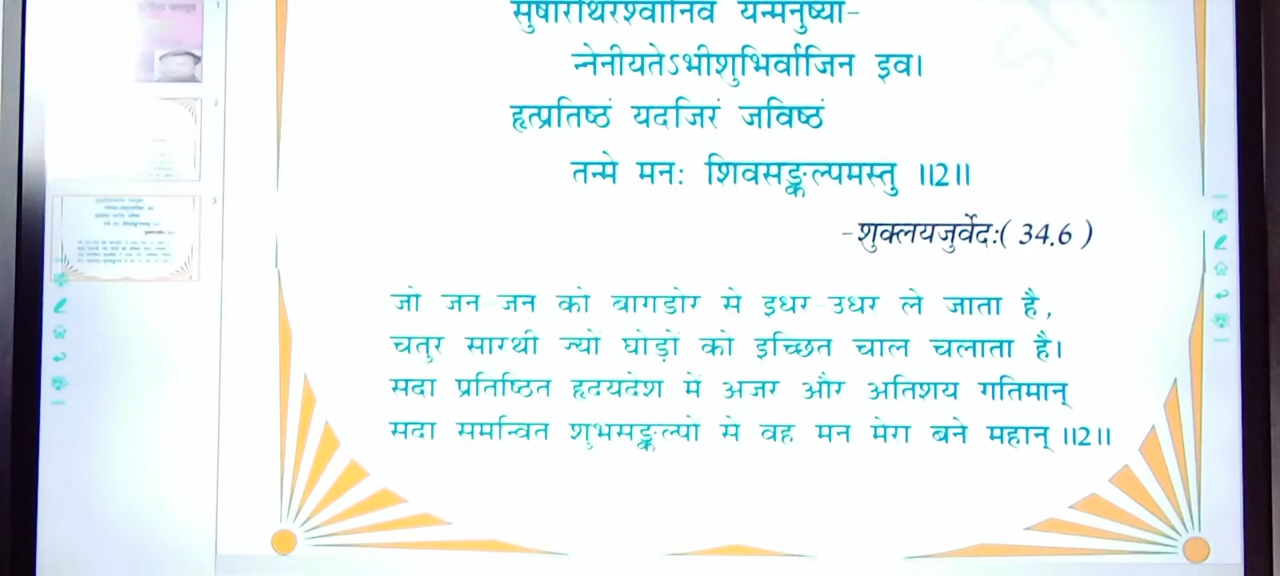 सुषारथिरश्वानिव यन्मनुष्या-
न्नेनीयतेऽभीशुभिर्वाजिन इव।
हृत्प्रतिष्ठं यदजिरं जविष्ठं
तन्मे मनः शिवसङ्कल्पमस्तु ॥2॥
-शुक्लयजुर्वेदः( 34.6 )
जो जन जन को बागडोर से इधर उधर ले जाता है,
चतुर सारथी ज्यों घोड़ों को इच्छित चाल चलाता है।
सदा प्रतिष्ठित हृदयदेश में अजर और अतिशय गतिमान्
सदा समन्वित शुभसङ्कल्पों से वह मन मेरा बने महान् ॥2॥